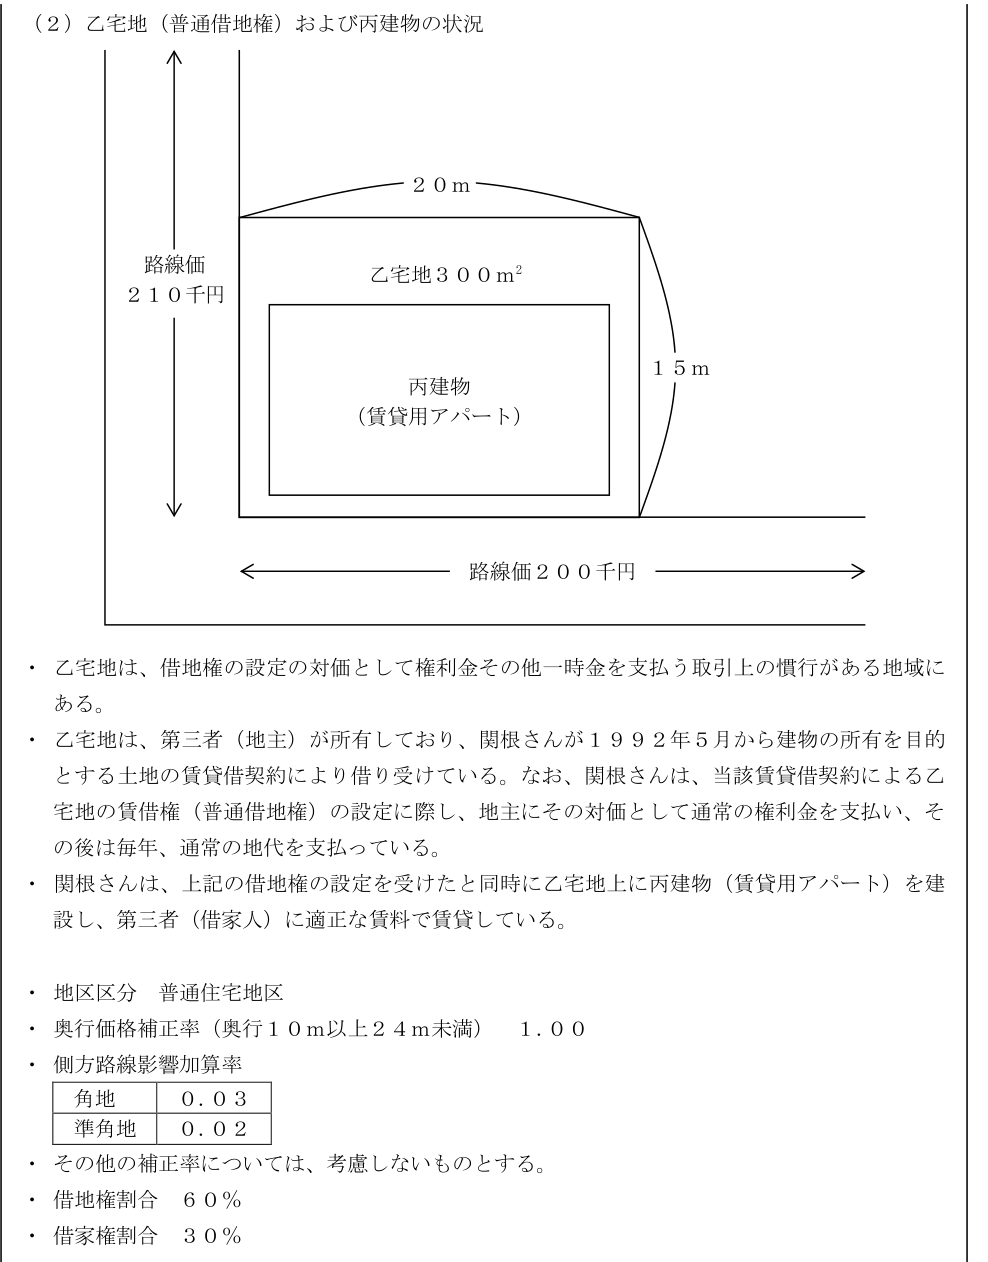 （２）乙宅地（普通借地権）および丙建物の状況
２０ｍ
路線価
２１０千円
乙宅地３００ｍ²
１５ｍ
丙建物
（賃貸用アパート）
路線価２００千円
・ 乙宅地は、借地権の設定の対価として権利金その他一時金を支払う取引上の慣行がある地域に
ある。
・ 乙宅地は、第三者（地主）が所有しており、関根さんが１９９２年５月から建物の所有を目的
とする土地の賃貸借契約により借り受けている。なお、関根さんは、当該賃貸借契約による乙
宅地の賃借権（普通借地権）の設定に際し、地主にその対価として通常の権利金を支払い、そ
の後は毎年、通常の地代を支払っている。
・ 関根さんは、上記の借地権の設定を受けたと同時に乙宅地上に丙建物（賃貸用アパート）を建
設し、第三者（借家人）に適正な賃料で賃貸している。
・ 地区区分　普通住宅地区
・ 奥行価格補正率（奥行１０ｍ以上２４ｍ未満）　１.００
・ 側方路線影響加算率
角地　０.０３
準角地　０.０２
・ その他の補正率については、考慮しないものとする。
・ 借地権割合　６０％
・ 借家権割合　３０％